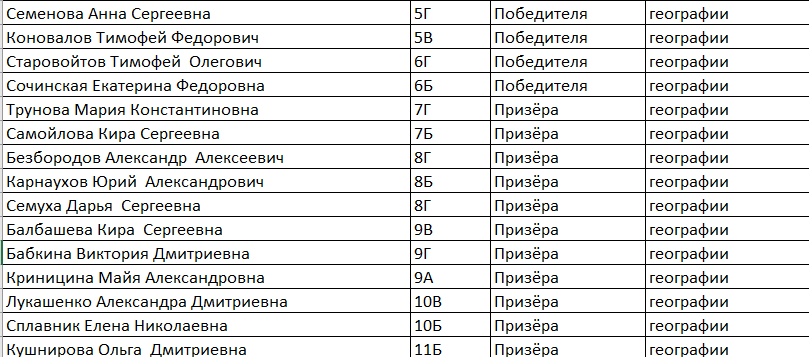 Семенова Анна Сергеевна 5Г Победителя географии
Коновалов Тимофей Федорович 5В Победителя географии
Старовойтов Тимофей  Олегович 6Г Победителя географии
Сочинская Екатерина Федоровна 6Б Победителя географии
Трунова Мария Константиновна 7Г Призёра географии
Самойлова Кира Сергеевна 7Б Призёра географии
Безбородов Александр  Алексеевич 8Г Призёра географии
Карнаухов Юрий  Александрович 8Б Призёра географии
Семуха Дарья  Сергеевна 8Г Призёра географии
Балбашева Кира  Сергеевна 9В Призёра географии
Бабкина Виктория Дмитриевна 9Г Призёра географии
Криницина Майя Александровна 9А Призёра географии
Лукашенко Александра Дмитриевна 10В Призёра географии
Сплавник Елена Николаевна 10Б Призёра географии
Кушнирова Ольга  Дмитриевна 11Б Призёра географии